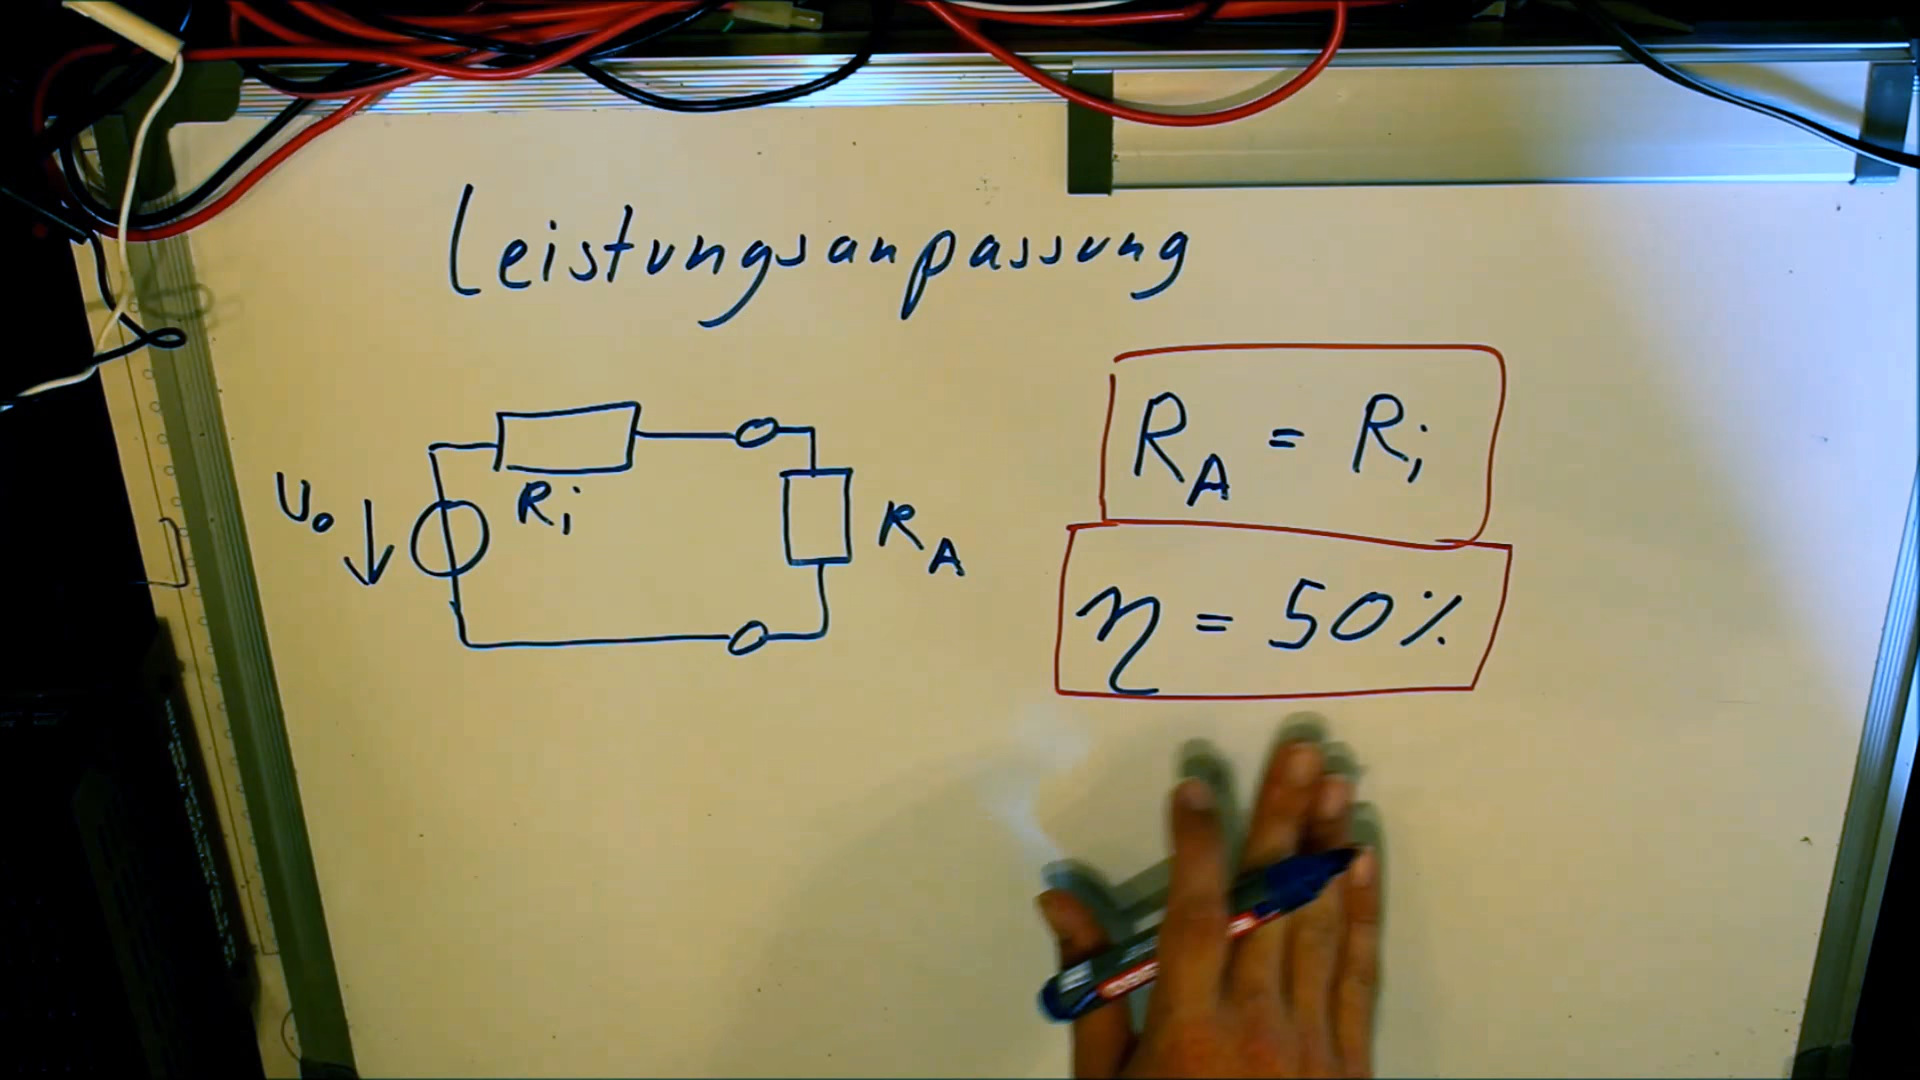 Leistungsanpassung
U₀
Rᵢ
R_A
R_A = Rᵢ
η = 50%